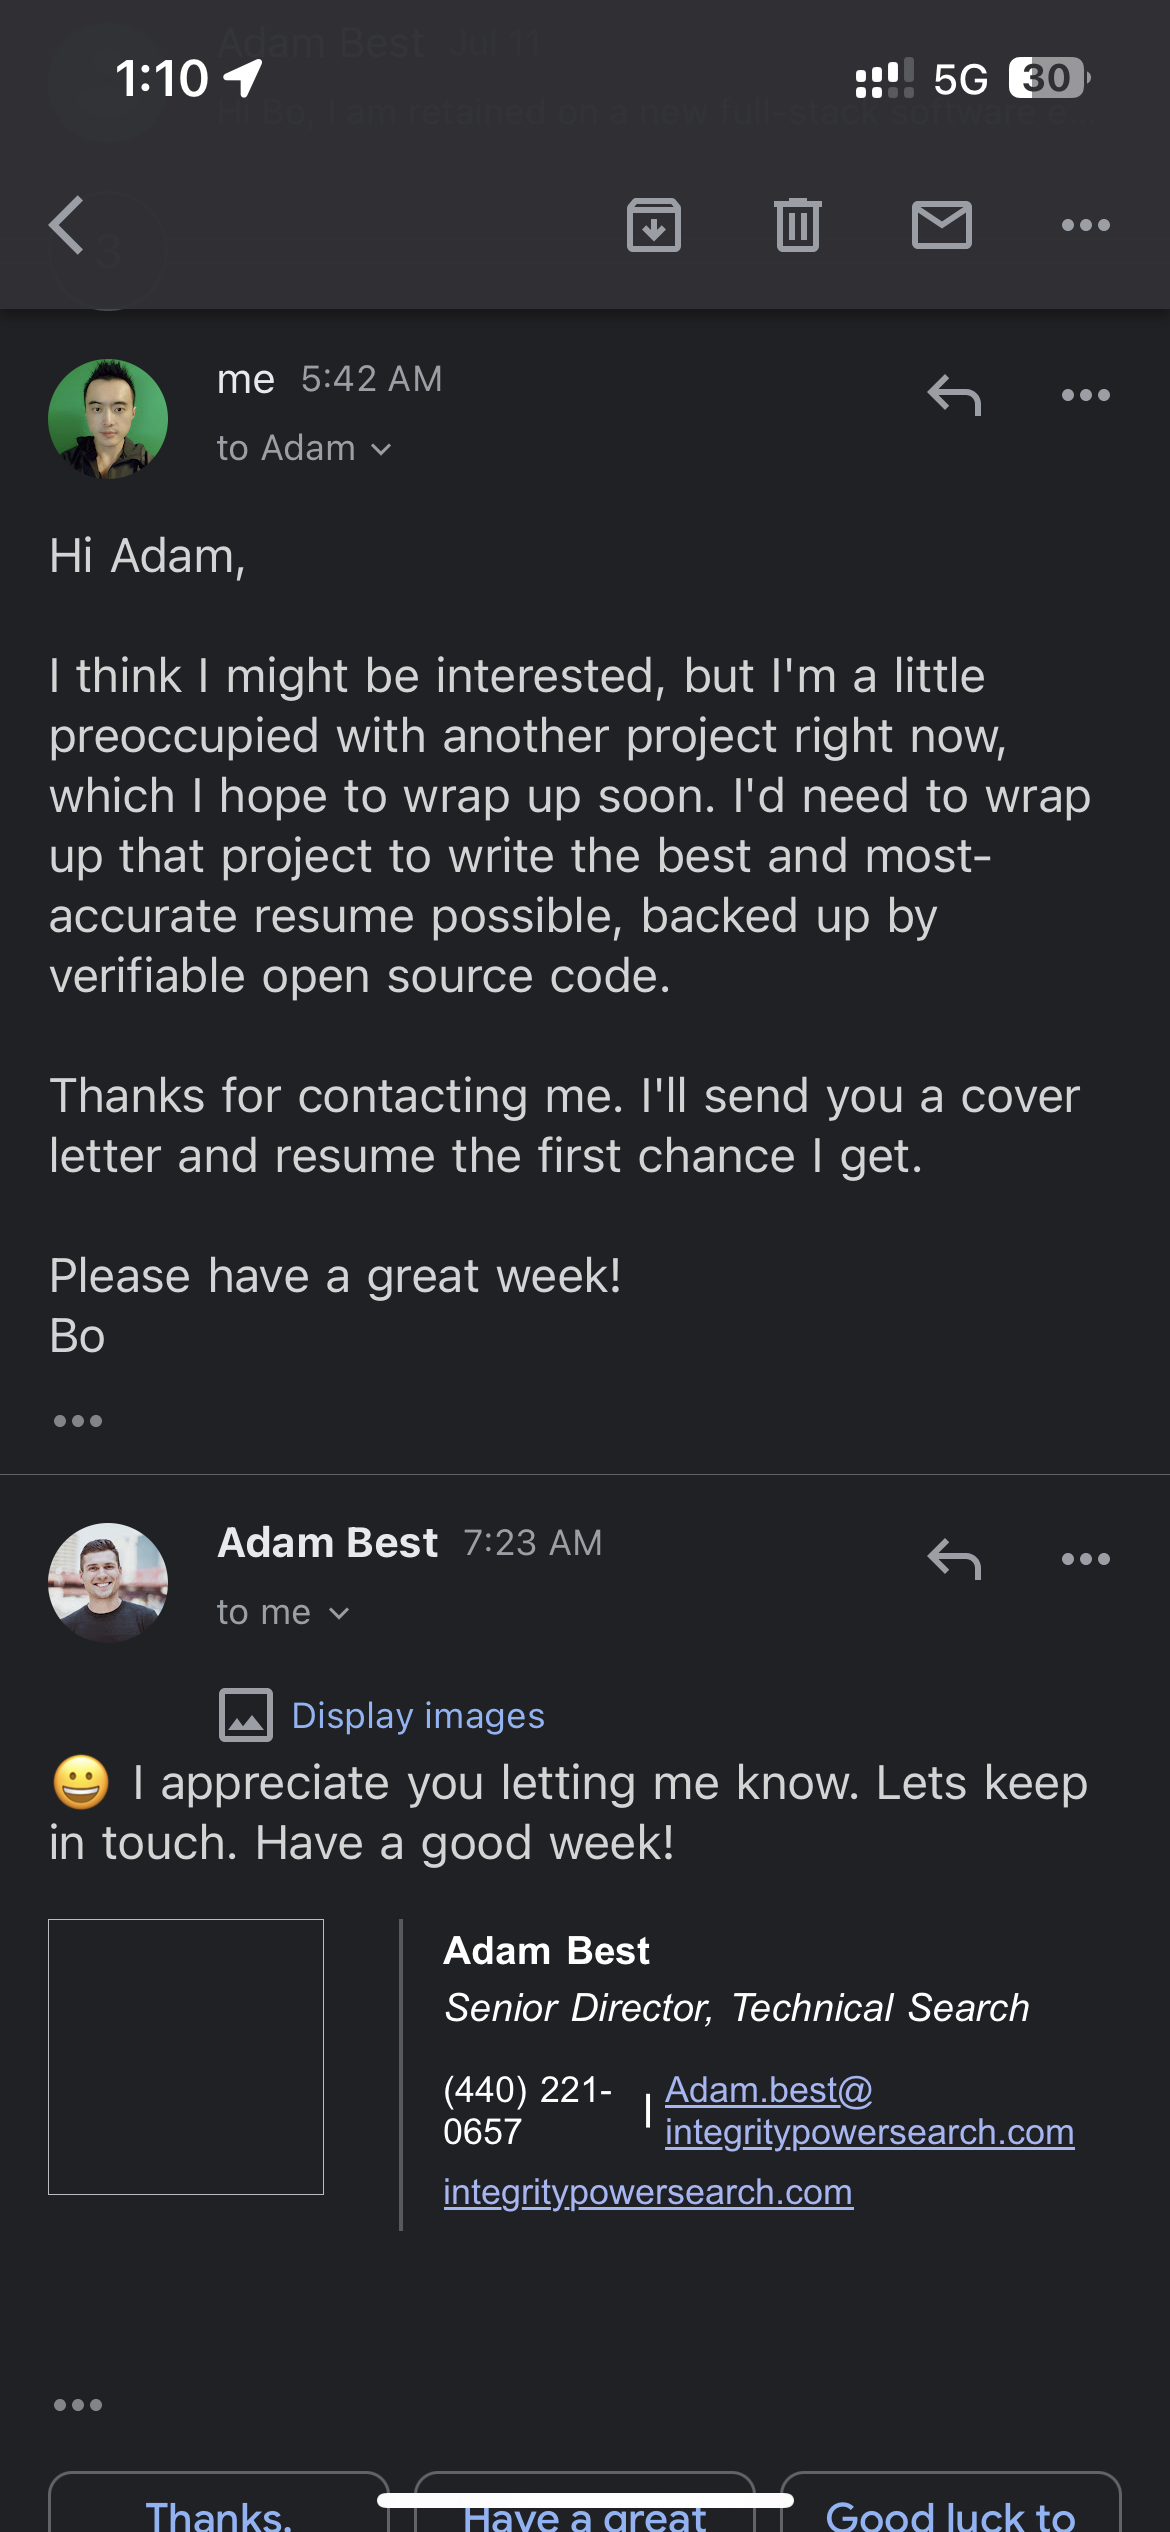 Adam Best Jul 11
1:10 5G 30
Hi Bo, I am retained on a new full-stack software e...
3
me 5:42 AM
to Adam
Hi Adam,
I think I might be interested, but I'm a little
preoccupied with another project right now,
which I hope to wrap up soon. I'd need to wrap
up that project to write the best and most-
accurate resume possible, backed up by
verifiable open source code.
Thanks for contacting me. I'll send you a cover
letter and resume the first chance I get.
Please have a great week!
Bo
Adam Best 7:23 AM
to me
Display images
😀 I appreciate you letting me know. Lets keep
in touch. Have a good week!
Adam Best
Senior Director, Technical Search
(440) 221- | Adam.best@
0657 integritypowersearch.com
integritypowersearch.com
Thanks. Have a great Good luck to